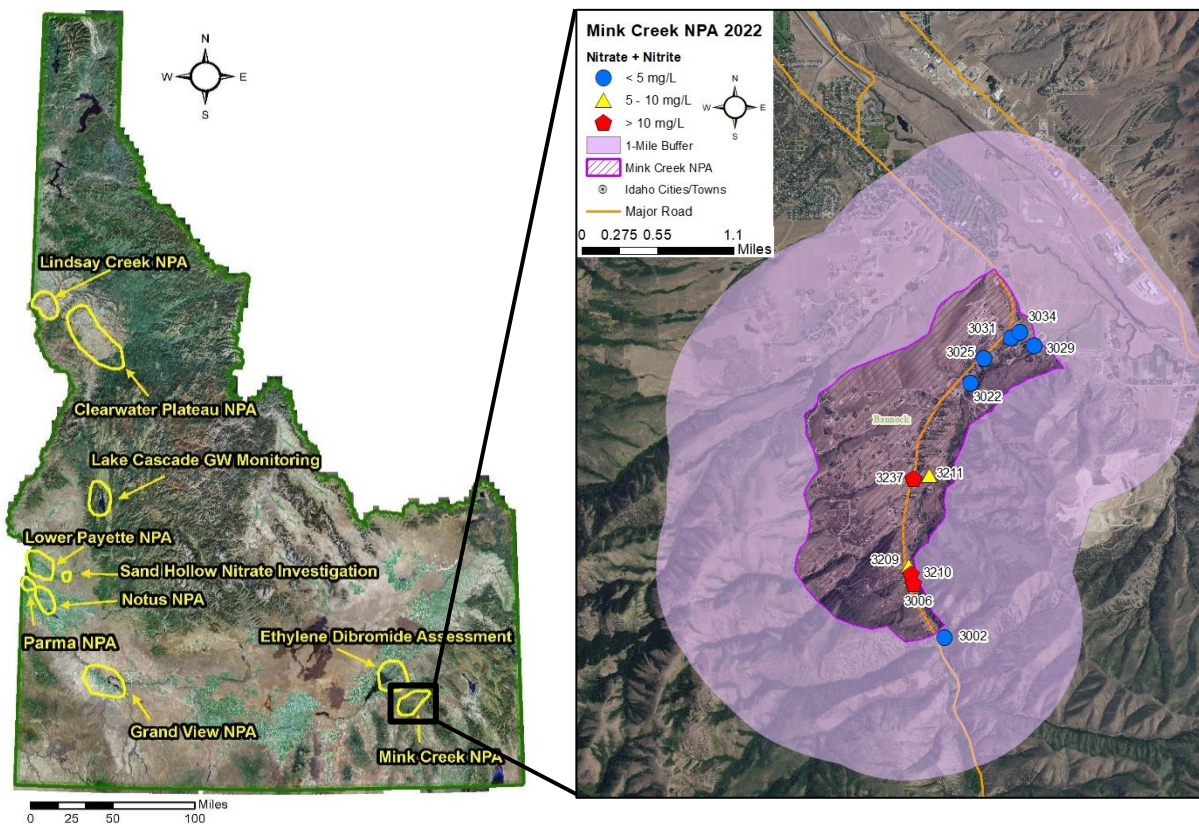 N
W
E
S
Lindsay Creek NPA
Clearwater Plateau NPA
Lake Cascade GW Monitoring
Lower Payette NPA
Sand Hollow Nitrate Investigation
Notus NPA
Parma NPA
Ethylene Dibromide Assessment
Grand View NPA
Mink Creek NPA
Miles
0 25 50 100
Mink Creek NPA 2022
Nitrate + Nitrite
< 5 mg/L
5 - 10 mg/L
> 10 mg/L
1-Mile Buffer
Mink Creek NPA
Idaho Cities/Towns
Major Road
N
W
E
S
0 0.275 0.55 1.1
Miles
3034
3031
3029
3025
3022
Bannock
3237
3211
3209
3210
3006
3002